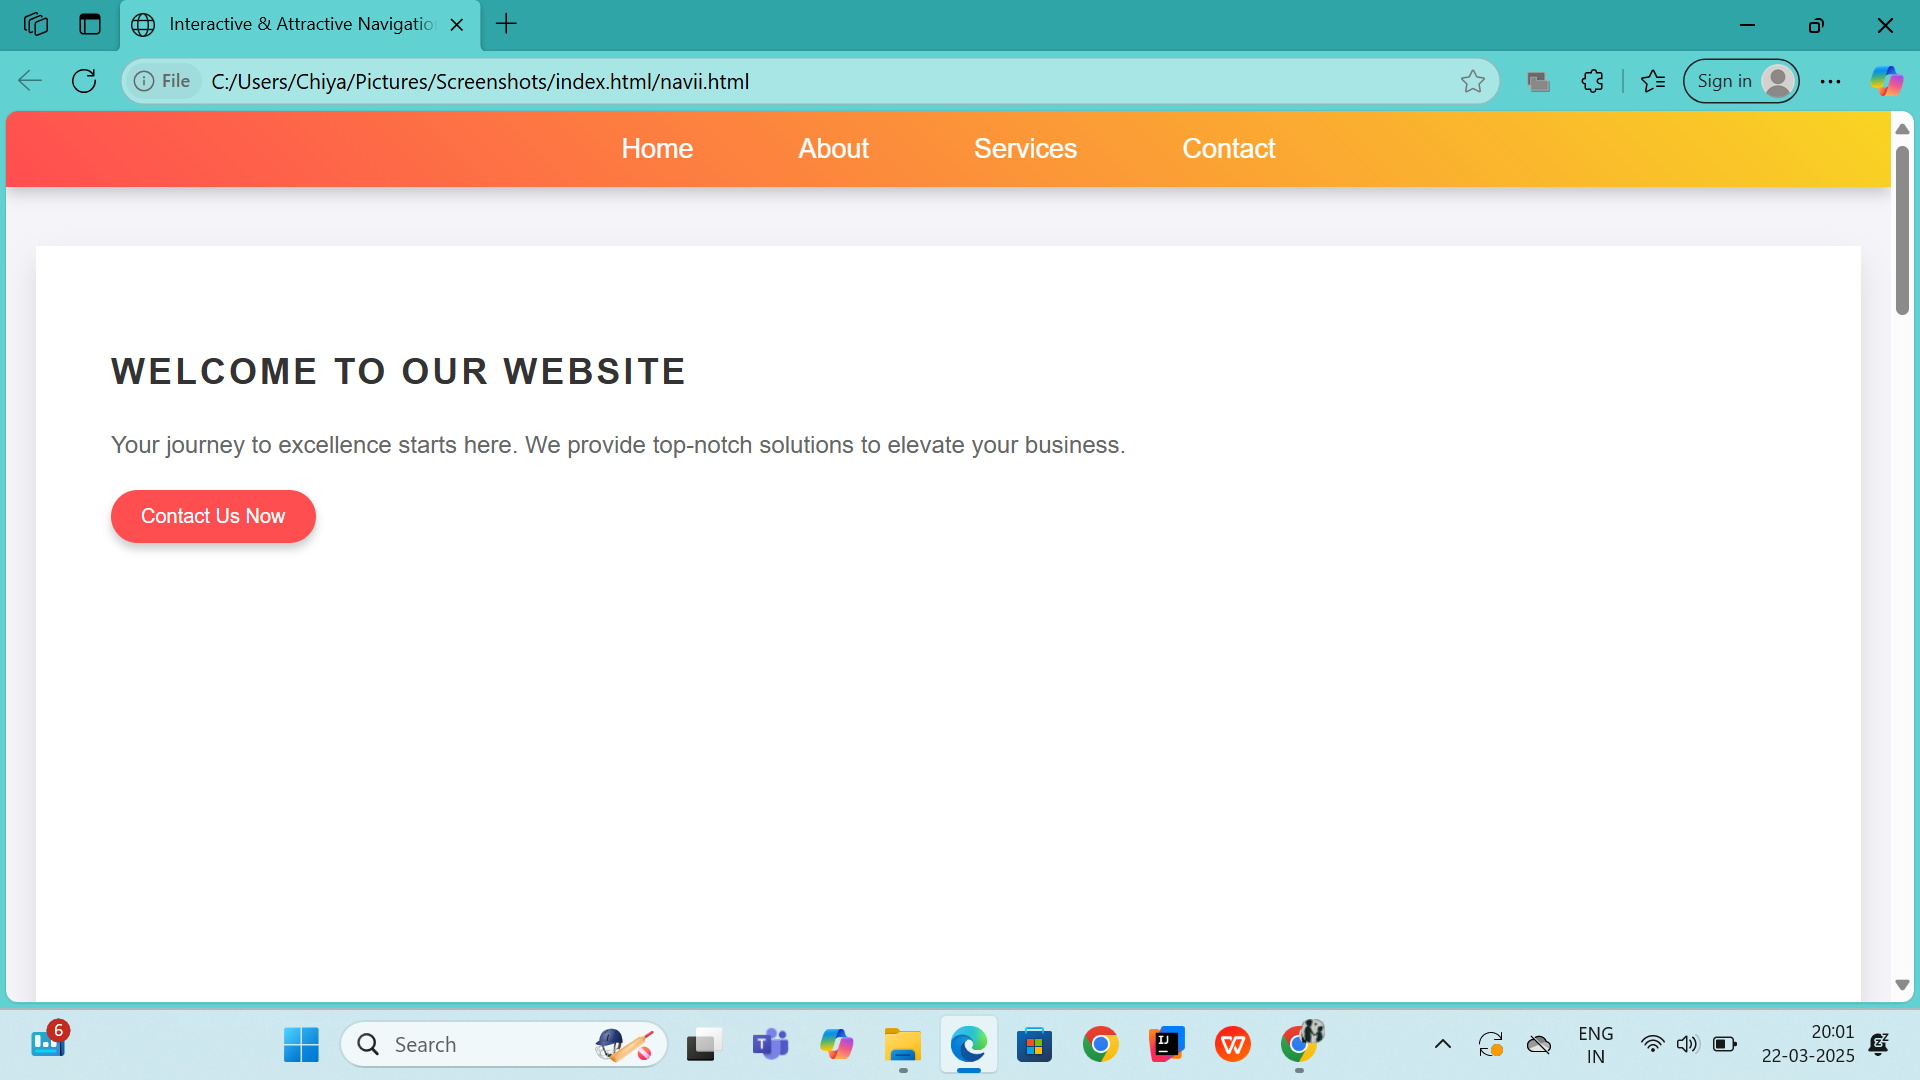 Interactive & Attractive Navigatio
File
C:/Users/Chiya/Pictures/Screenshots/index.html/navii.html
Sign in
Home
About
Services
Contact
WELCOME TO OUR WEBSITE
Your journey to excellence starts here. We provide top-notch solutions to elevate your business.
Contact Us Now
6
Search
T
IJ
W
ENG
IN
20:01
22-03-2025